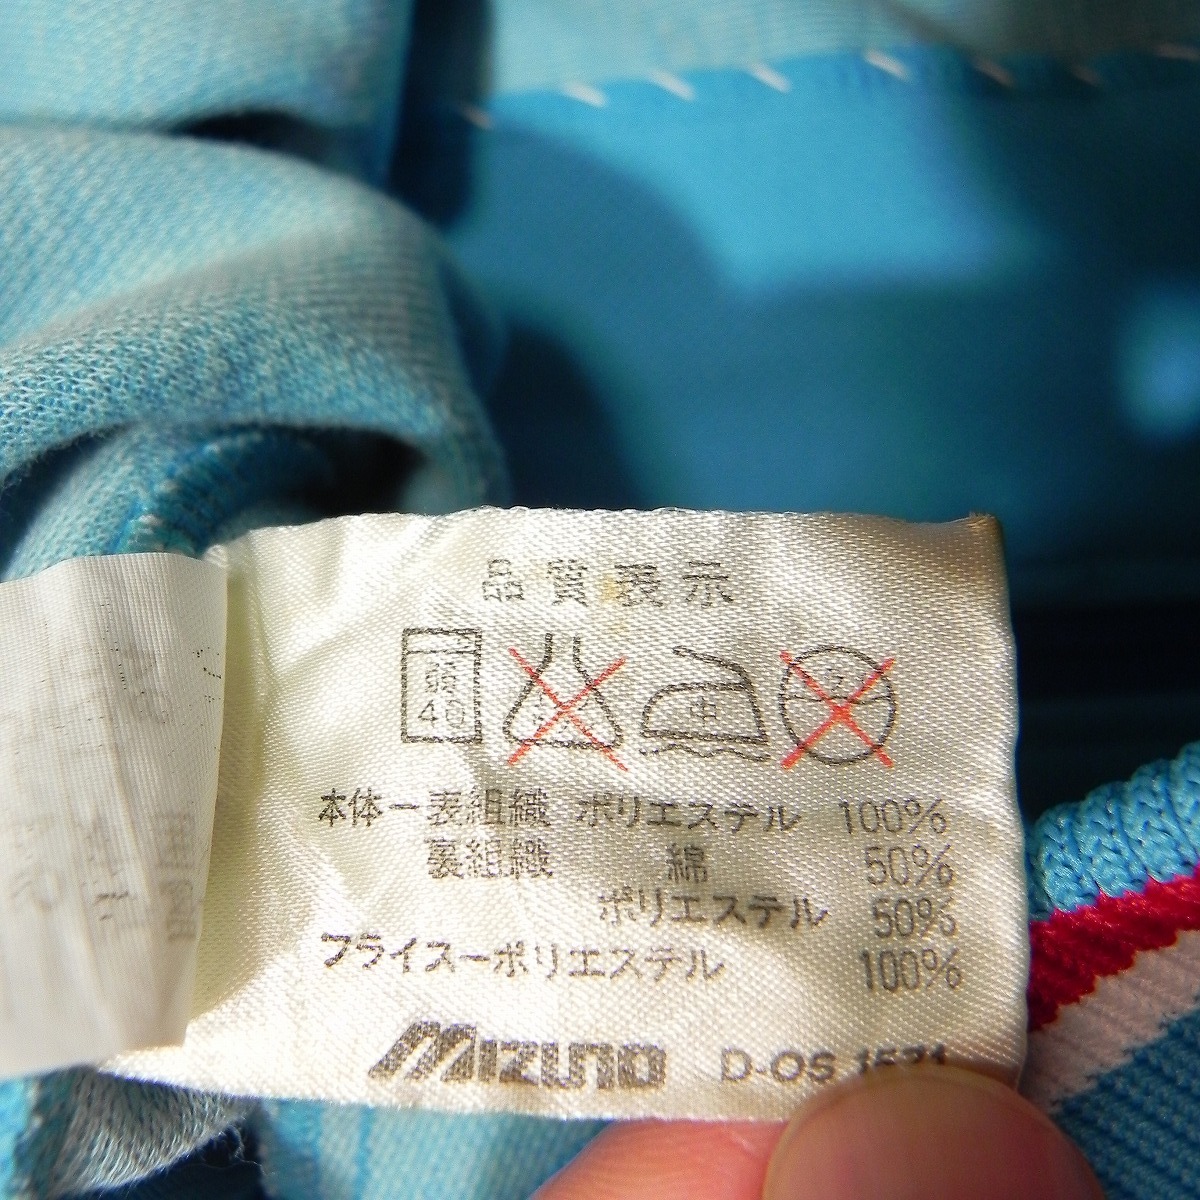 品質表示
弱
40
中
本体ー表組織 ポリエステル 100%
裏組織 綿 50%
ポリエステル 50%
フライスーポリエステル 100%
Mizuno D-OS 1571